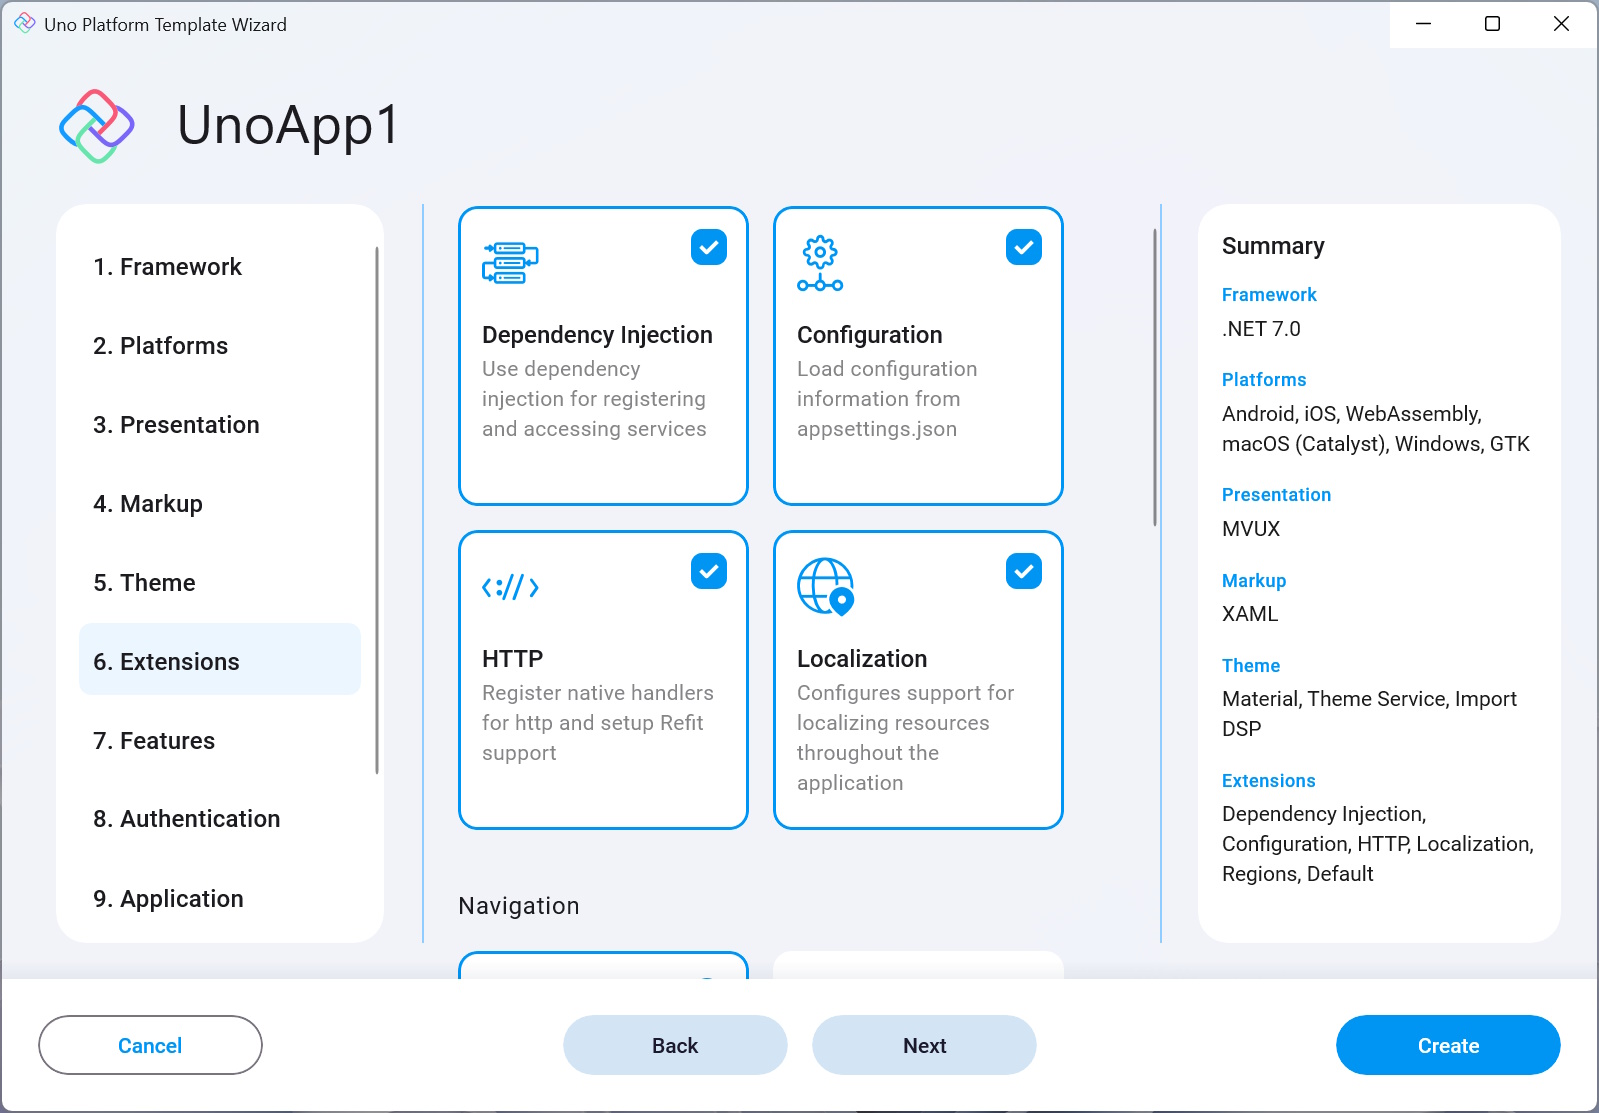 Uno Platform Template Wizard
UnoApp1
1. Framework
2. Platforms
3. Presentation
4. Markup
5. Theme
6. Extensions
7. Features
8. Authentication
9. Application
Dependency Injection
Use dependency
injection for registering
and accessing services
Configuration
Load configuration
information from
appsettings.json
HTTP
Register native handlers
for http and setup Refit
support
Localization
Configures support for
localizing resources
throughout the
application
Navigation
Summary
Framework
.NET 7.0
Platforms
Android, iOS, WebAssembly,
macOS (Catalyst), Windows, GTK
Presentation
MVUX
Markup
XAML
Theme
Material, Theme Service, Import
DSP
Extensions
Dependency Injection,
Configuration, HTTP, Localization,
Regions, Default
Cancel
Back
Next
Create